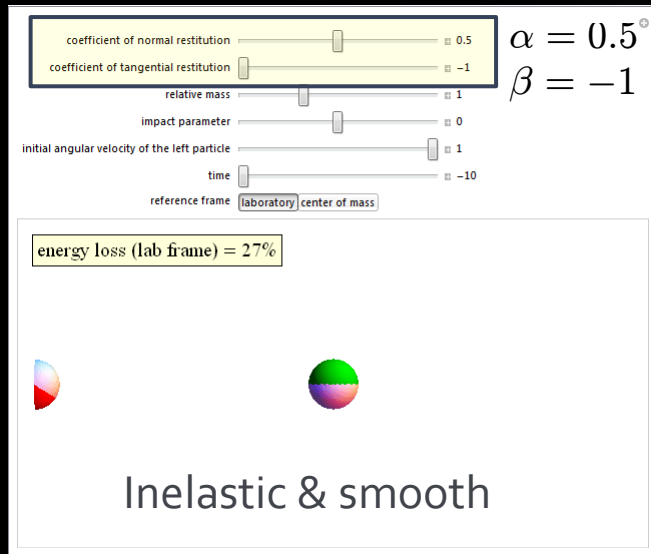 coefficient of normal restitution 0.5
coefficient of tangential restitution −1
relative mass 1
impact parameter 0
initial angular velocity of the left particle 1
time −10
reference frame laboratory center of mass
α = 0.5
β = −1
energy loss (lab frame) = 27%
Inelastic & smooth